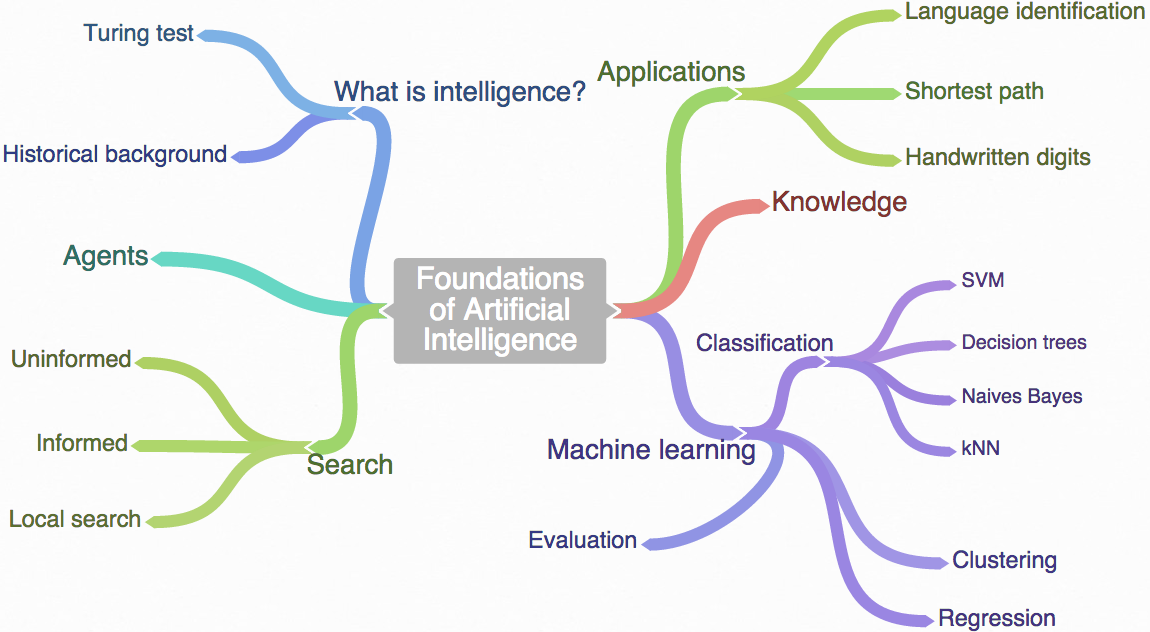 Foundations
of Artificial
Intelligence
What is intelligence?
Turing test
Historical background
Agents
Search
Uninformed
Informed
Local search
Applications
Language identification
Shortest path
Handwritten digits
Knowledge
Machine learning
Classification
SVM
Decision trees
Naives Bayes
kNN
Clustering
Regression
Evaluation